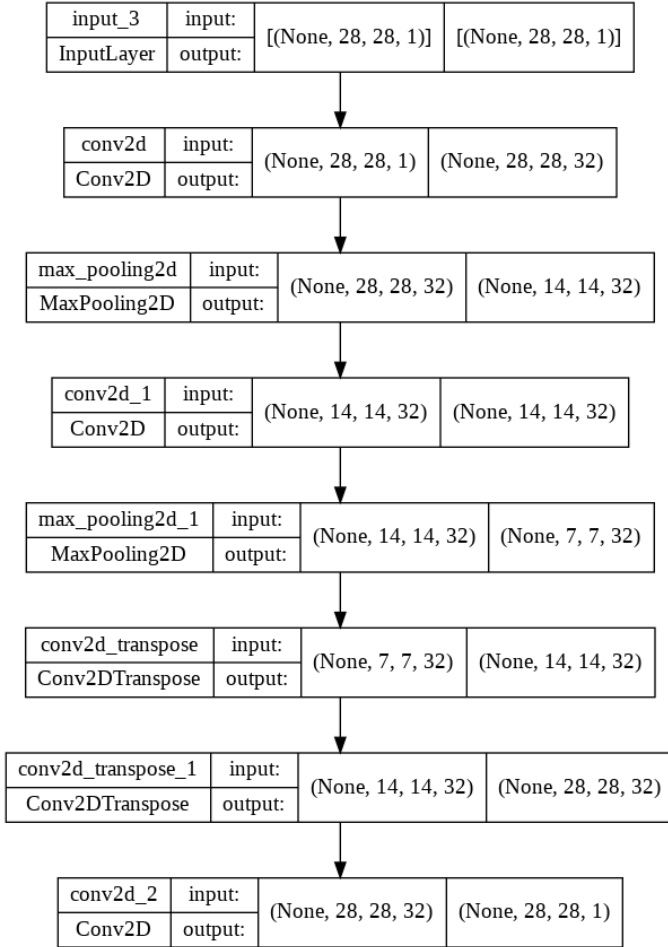 input_3 input: [(None, 28, 28, 1)] [(None, 28, 28, 1)]
InputLayer output:
conv2d input: (None, 28, 28, 1) (None, 28, 28, 32)
Conv2D output:
max_pooling2d input: (None, 28, 28, 32) (None, 14, 14, 32)
MaxPooling2D output:
conv2d_1 input: (None, 14, 14, 32) (None, 14, 14, 32)
Conv2D output:
max_pooling2d_1 input: (None, 14, 14, 32) (None, 7, 7, 32)
MaxPooling2D output:
conv2d_transpose input: (None, 7, 7, 32) (None, 14, 14, 32)
Conv2DTranspose output:
conv2d_transpose_1 input: (None, 14, 14, 32) (None, 28, 28, 32)
Conv2DTranspose output:
conv2d_2 input: (None, 28, 28, 32) (None, 28, 28, 1)
Conv2D output: